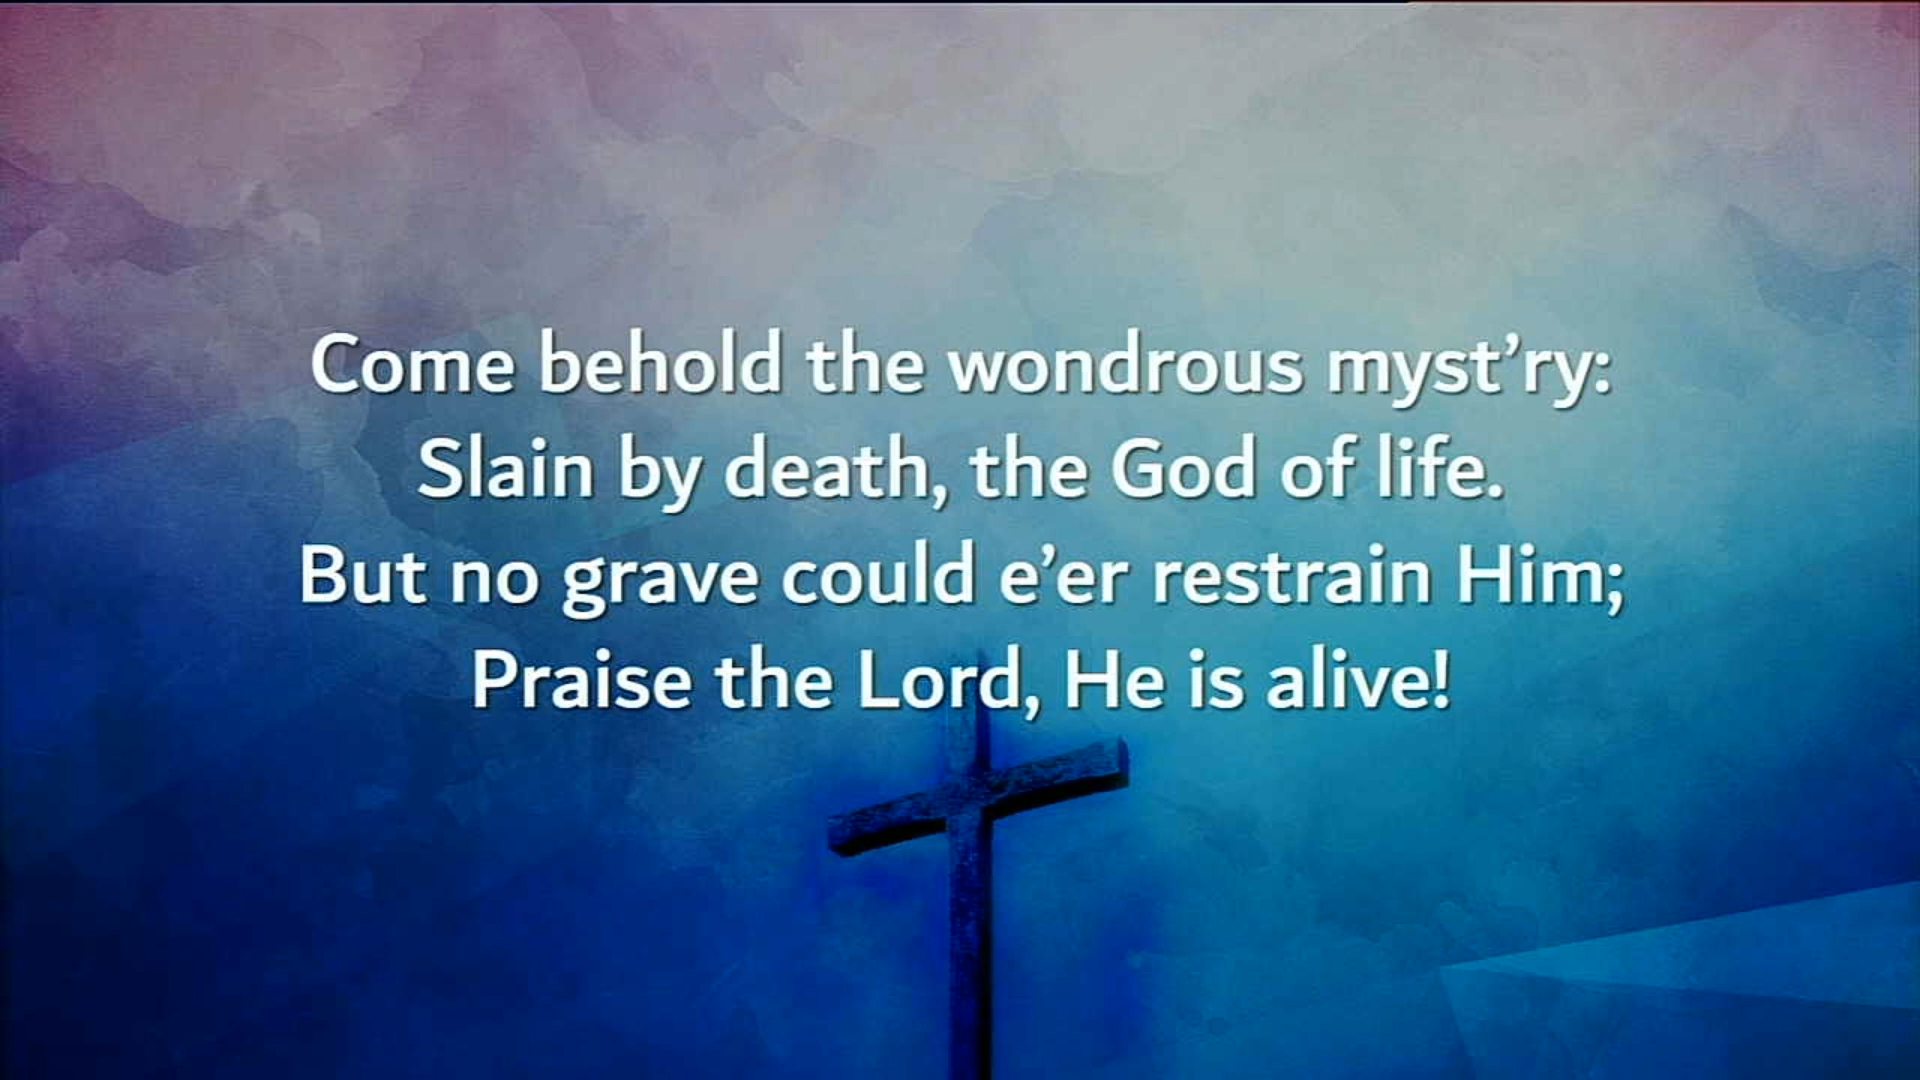 Come behold the wondrous myst’ry:
Slain by death, the God of life.
But no grave could e’er restrain Him;
Praise the Lord, He is alive!